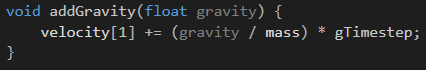 void addGravity(float gravity) {
    velocity[1] += (gravity / mass) * gTimestep;
}